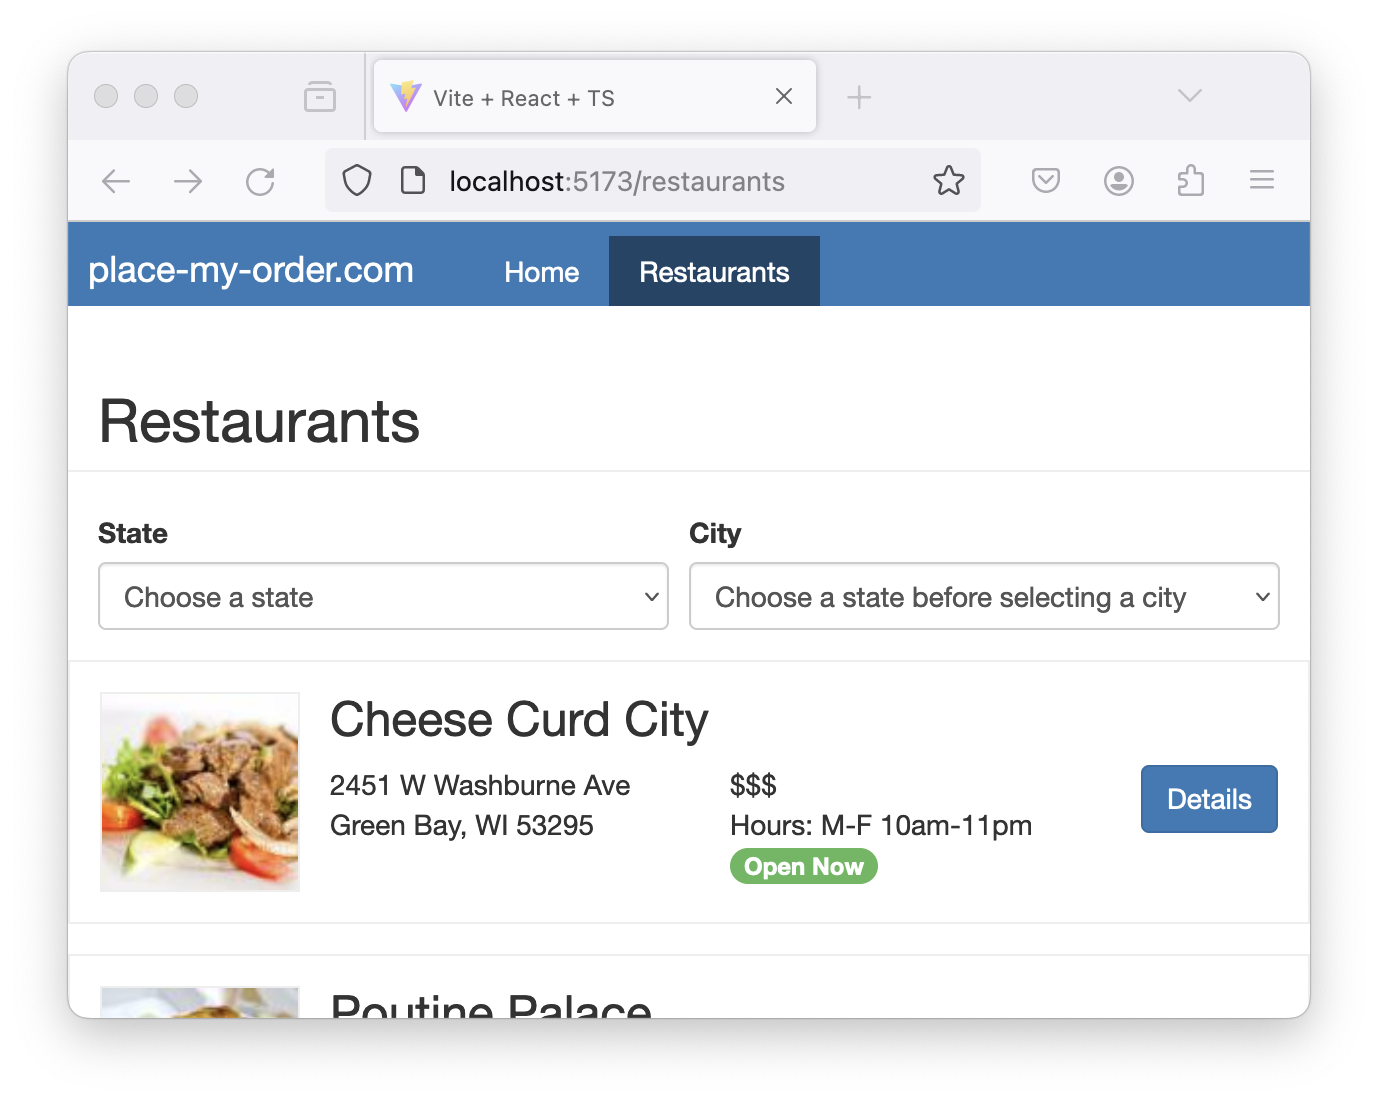 Vite + React + TS
localhost:5173/restaurants
place-my-order.com Home Restaurants
Restaurants
State City
Choose a state Choose a state before selecting a city
Cheese Curd City
2451 W Washburne Ave $$$
Green Bay, WI 53295 Hours: M-F 10am-11pm
Open Now
Details
Poutine Palace